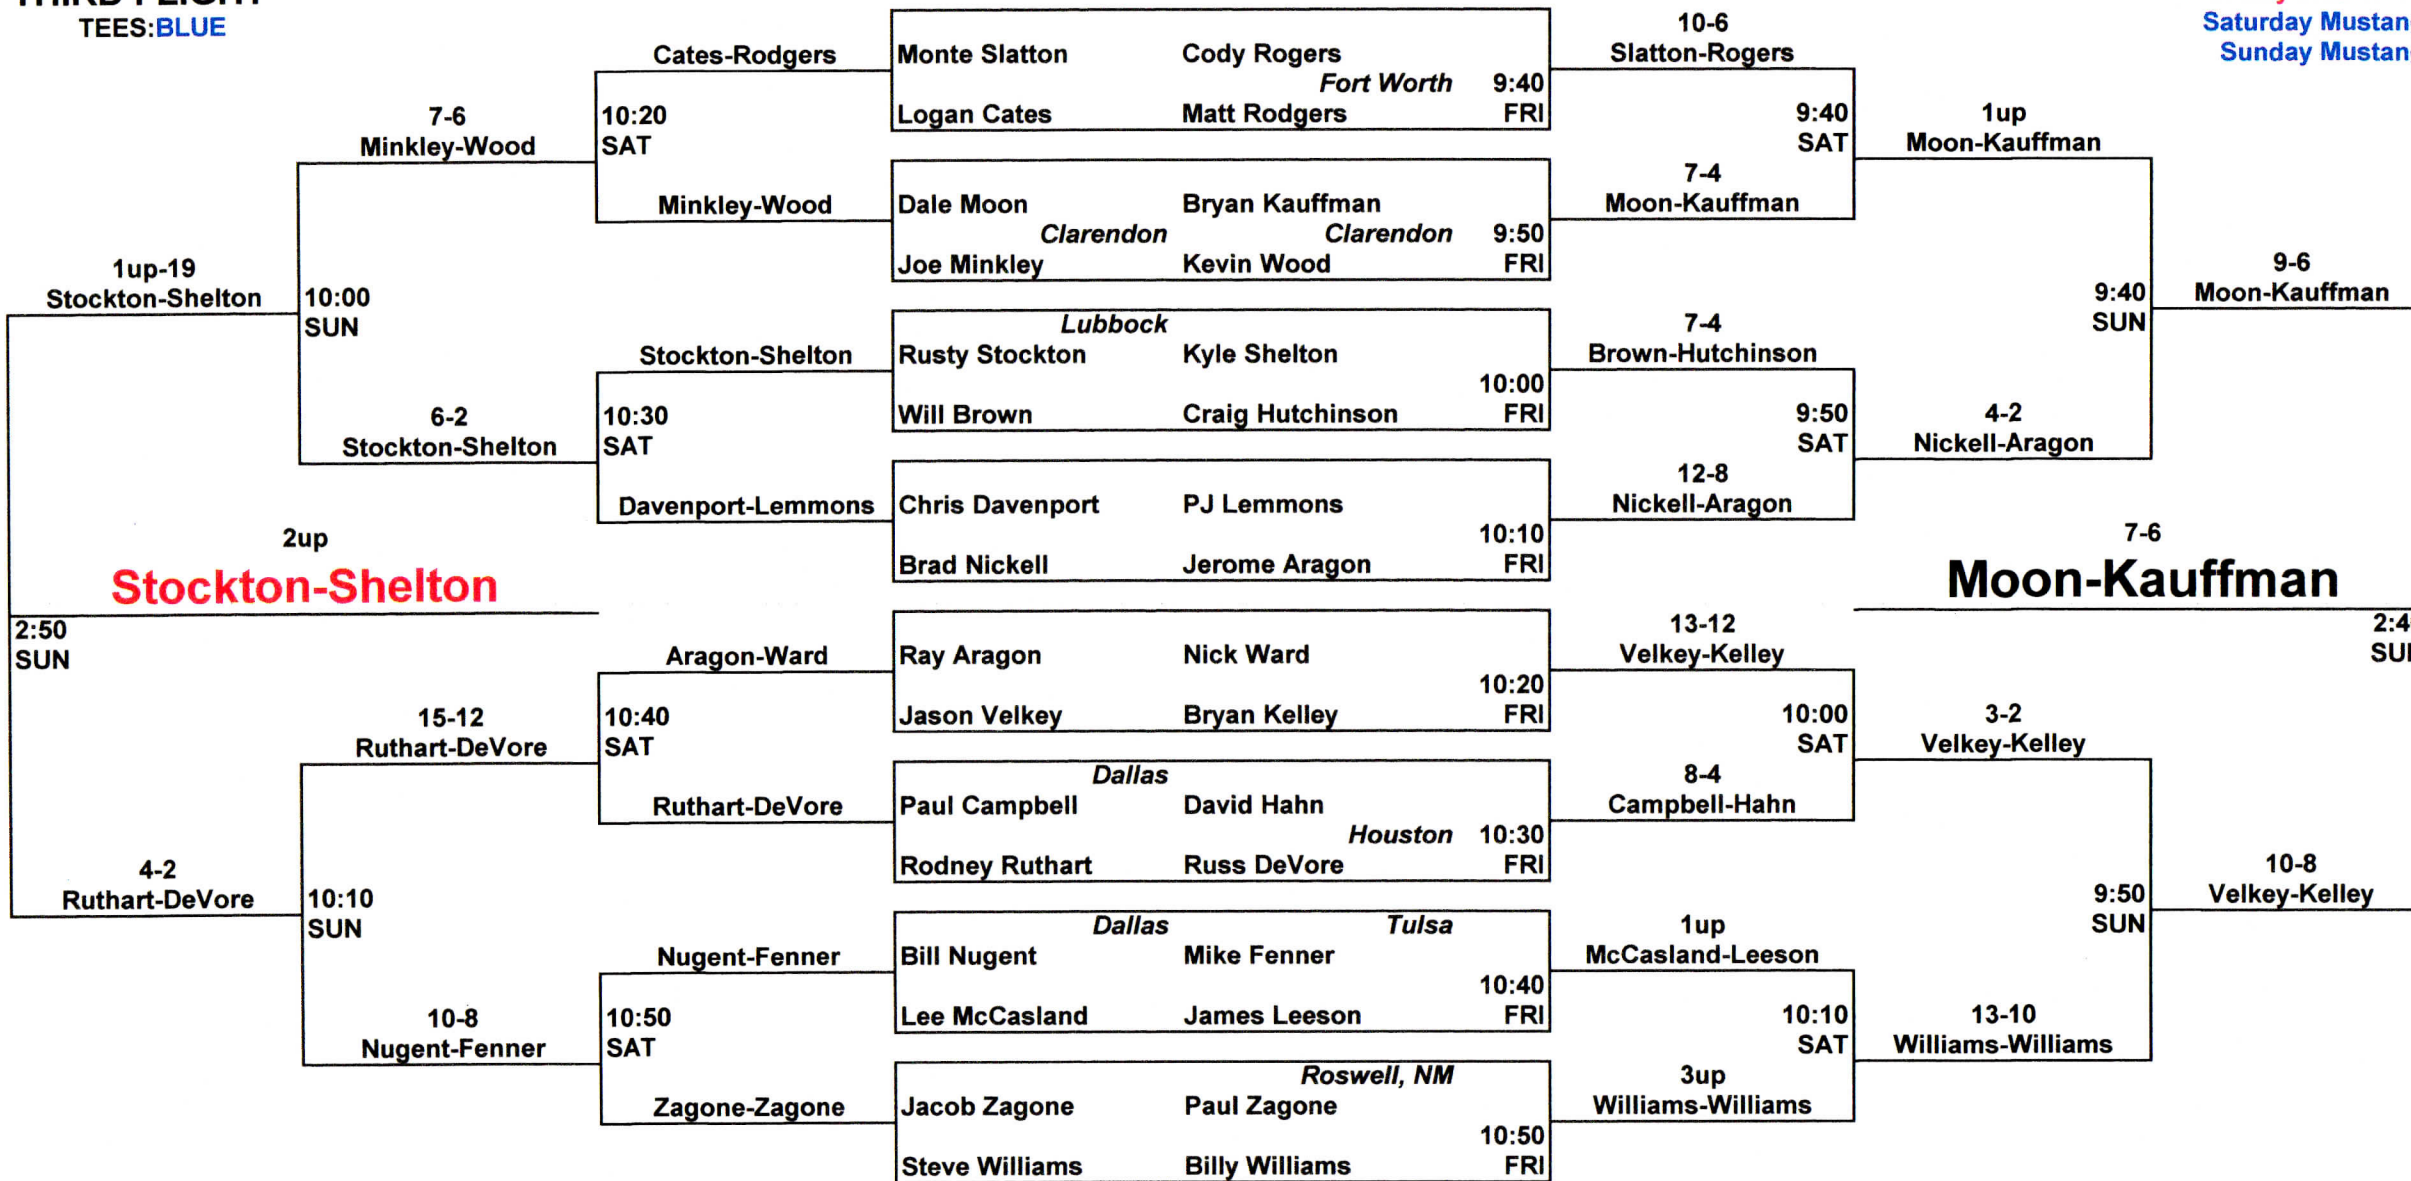 TEES:BLUE
Saturday Mustan
Sunday Mustan
Cates-Rodgers
Monte Slatton Cody Rogers
Fort Worth 9:40
Logan Cates Matt Rodgers FRI
10-6
Slatton-Rogers
7-6
Minkley-Wood
10:20
SAT
9:40
SAT
1up
Moon-Kauffman
Minkley-Wood
Dale Moon Bryan Kauffman
Clarendon Clarendon 9:50
Joe Minkley Kevin Wood FRI
7-4
Moon-Kauffman
1up-19
Stockton-Shelton
10:00
SUN
9:40
SUN
9-6
Moon-Kauffman
Stockton-Shelton
Lubbock
Rusty Stockton Kyle Shelton
10:00
Will Brown Craig Hutchinson FRI
7-4
Brown-Hutchinson
6-2
Stockton-Shelton
10:30
SAT
9:50
SAT
4-2
Nickell-Aragon
Davenport-Lemmons
Chris Davenport PJ Lemmons
10:10
Brad Nickell Jerome Aragon FRI
12-8
Nickell-Aragon
2up
Stockton-Shelton
2:50
SUN
7-6
Moon-Kauffman
2:4
SU
Aragon-Ward
Ray Aragon Nick Ward
10:20
Jason Velkey Bryan Kelley FRI
13-12
Velkey-Kelley
15-12
Ruthart-DeVore
10:40
SAT
10:00
SAT
3-2
Velkey-Kelley
Ruthart-DeVore
Dallas
Paul Campbell David Hahn
Houston 10:30
Rodney Ruthart Russ DeVore FRI
8-4
Campbell-Hahn
4-2
Ruthart-DeVore
10:10
SUN
9:50
SUN
10-8
Velkey-Kelley
Nugent-Fenner
Dallas Tulsa
Bill Nugent Mike Fenner
10:40
Lee McCasland James Leeson FRI
1up
McCasland-Leeson
10-8
Nugent-Fenner
10:50
SAT
10:10
SAT
13-10
Williams-Williams
Zagone-Zagone
Roswell, NM
Jacob Zagone Paul Zagone
10:50
Steve Williams Billy Williams FRI
3up
Williams-Williams